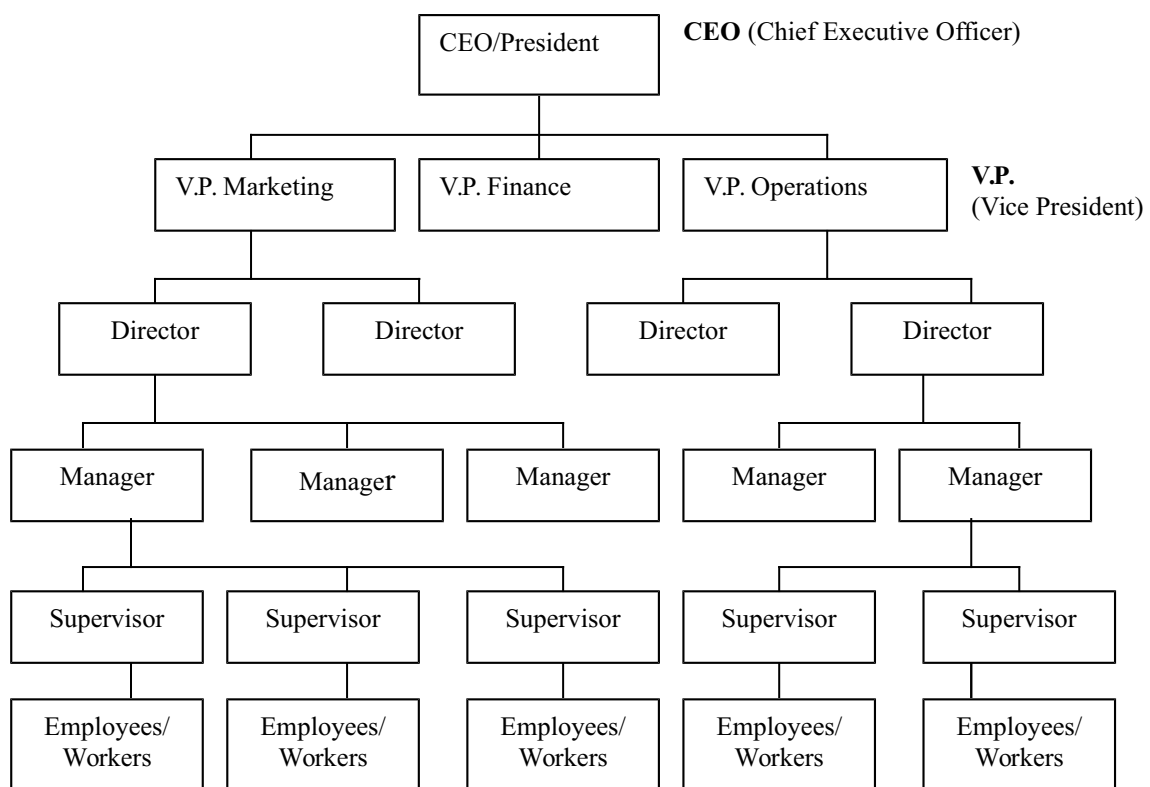 CEO/President
CEO (Chief Executive Officer)
V.P. Marketing
V.P. Finance
V.P. Operations
V.P.
(Vice President)
Director
Director
Director
Director
Manager
Manager
Manager
Manager
Manager
Supervisor
Supervisor
Supervisor
Supervisor
Supervisor
Employees/
Workers
Employees/
Workers
Employees/
Workers
Employees/
Workers
Employees/
Workers